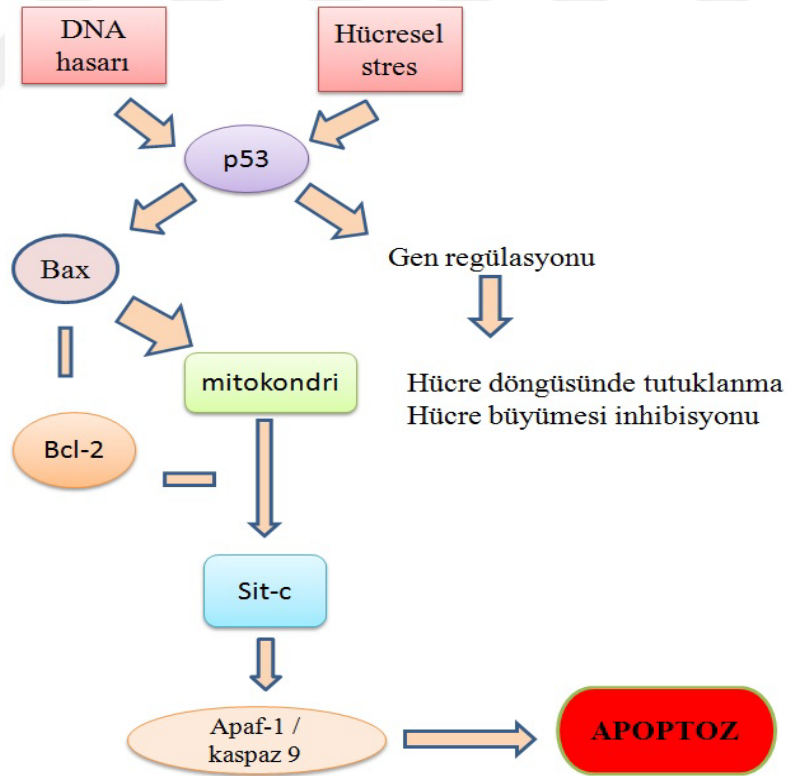 DNA
hasarı
Hücresel
stres
p53
Bax
Gen regülasyonu
mitokondri
Hücre döngüsünde tutuklanma
Hücre büyümesi inhibisyonu
Bcl-2
Sit-c
Apaf-1 /
kaspaz 9
APOPTOZ